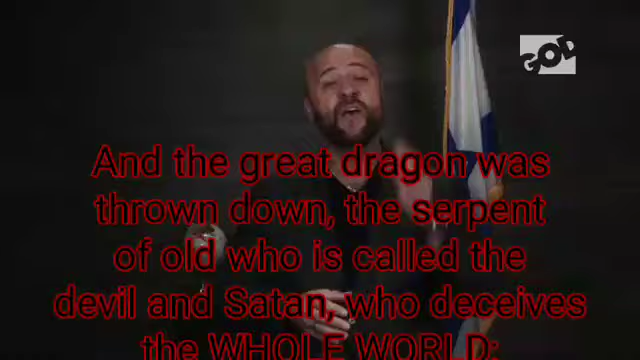 GOD
And the great dragon was
thrown down, the serpent
of old who is called the
devil and Satan, who deceives
the WHOLE WORLD;